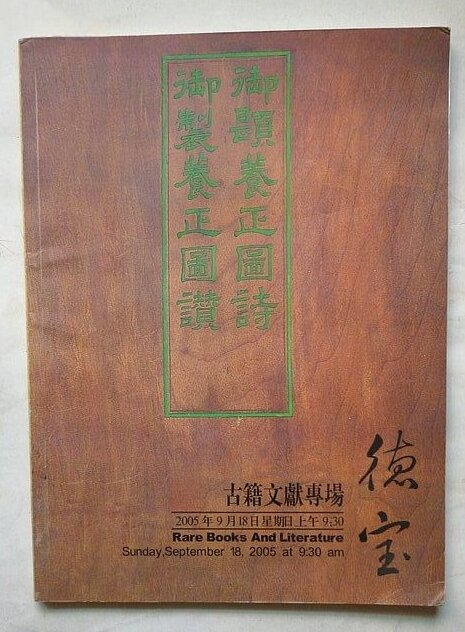 御題養正圖詩
御製養正圖讚
德宝
古籍文獻專場
2005年9月18日星期日上午9:30
Rare Books And Literature
Sunday,September 18, 2005 at 9:30 am